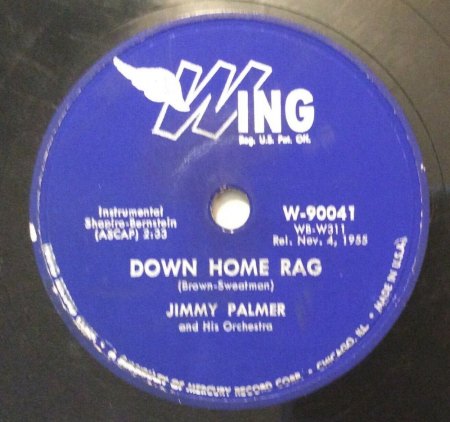 WING
Reg. U.S. Pat. Off.
Instrumental
Shapiro-Bernstein
(ASCAP) 2:33
W-90041
WB-W311
Rel. Nov. 4, 1955
DOWN HOME RAG
(Brown-Sweatman)
JIMMY PALMER
and His Orchestra
OF MERCURY RECORD CORP. • CHICAGO, ILL. • MADE IN U.S.A.